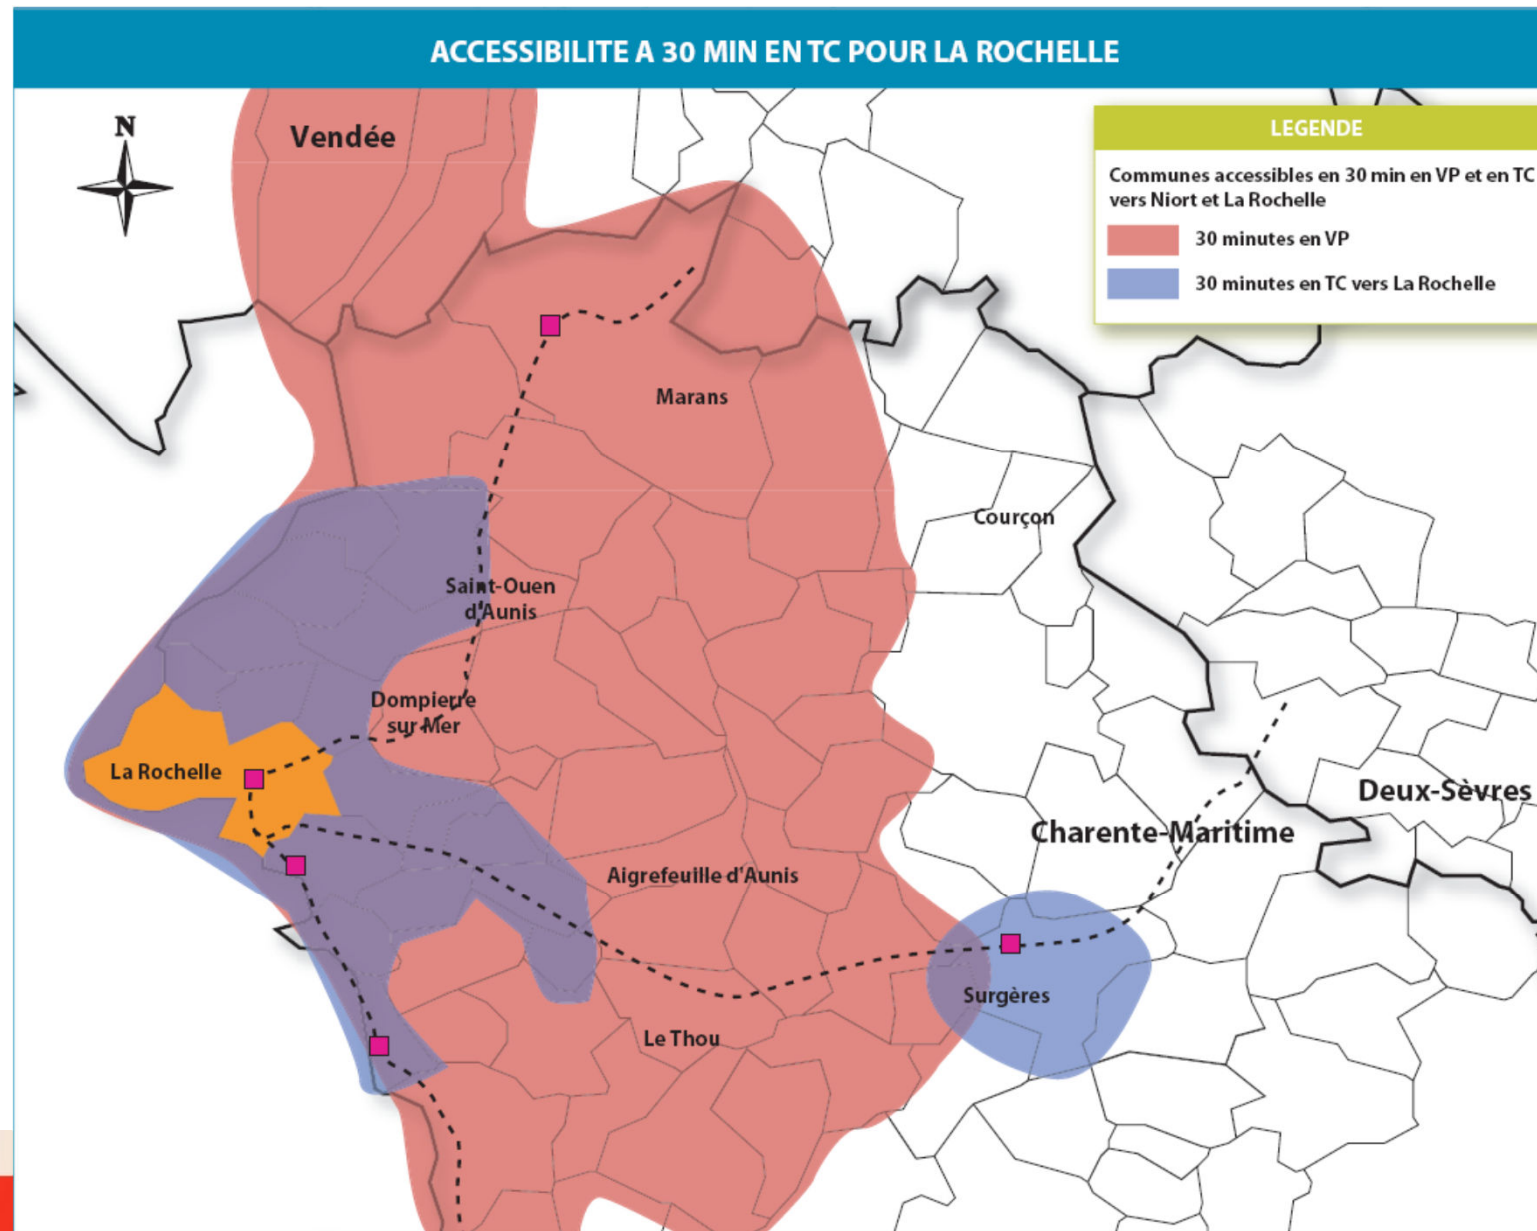 ACCESSIBILITE A 30 MIN EN TC POUR LA ROCHELLE
N
Vendée
LEGENDE
Communes accessibles en 30 min en VP et en TC
vers Niort et La Rochelle
30 minutes en VP
30 minutes en TC vers La Rochelle
Marans
Courçon
Saint-Ouen
d'Aunis
Dompierre
sur Mer
La Rochelle
Deux-Sèvres
Charente-Maritime
Aigrefeuille d'Aunis
Surgères
Le Thou